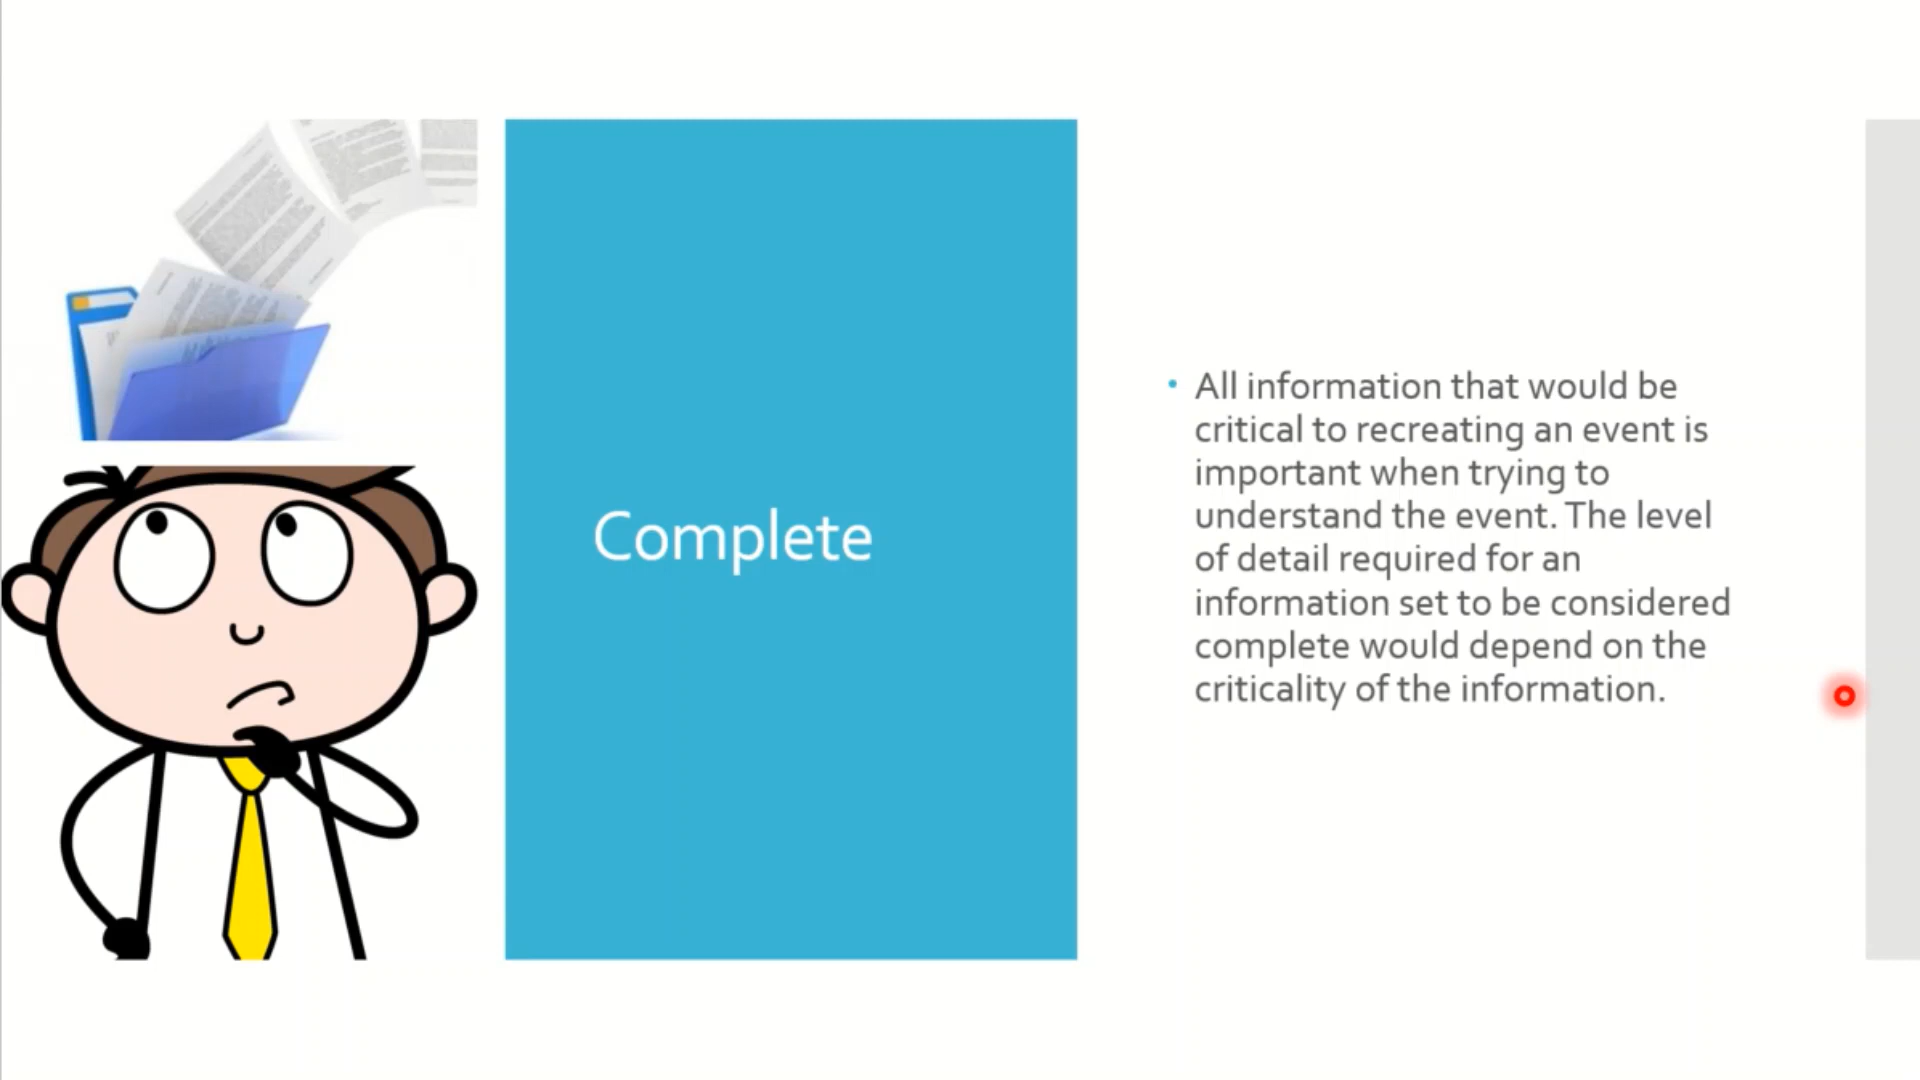 Complete
• All information that would be
critical to recreating an event is
important when trying to
understand the event. The level
of detail required for an
information set to be considered
complete would depend on the
criticality of the information.